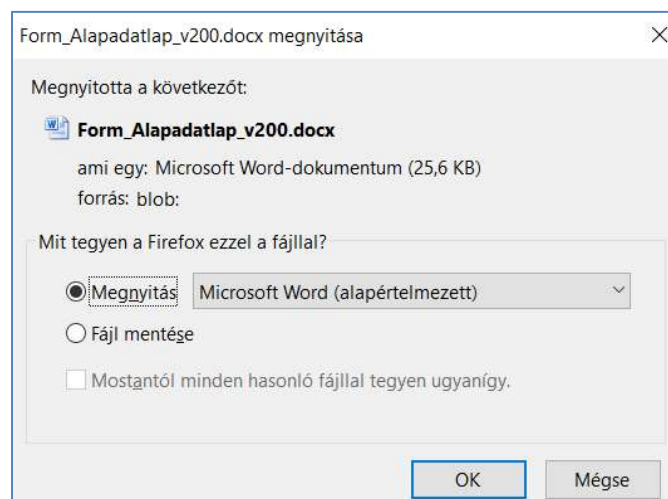 Form_Alapadatlap_v200.docx megnyitása
Megnyitotta a következőt:
Form_Alapadatlap_v200.docx
ami egy: Microsoft Word-dokumentum (25,6 KB)
forrás: blob:
Mit tegyen a Firefox ezzel a fájllal?
Megnyitás Microsoft Word (alapértelmezett)
Fájl mentése
Mostantól minden hasonló fájllal tegyen ugyanígy.
OK Mégse